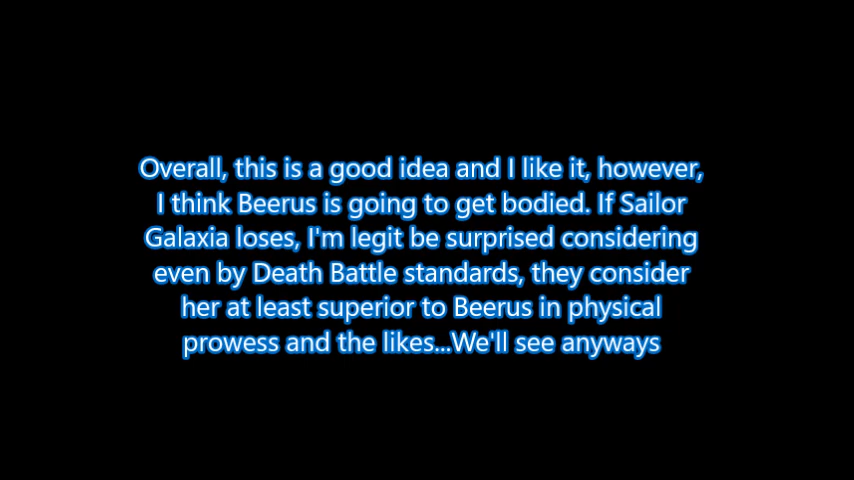 Overall, this is a good idea and I like it, however,
I think Beerus is going to get bodied. If Sailor
Galaxia loses, I'm legit be surprised considering
even by Death Battle standards, they consider
her at least superior to Beerus in physical
prowess and the likes...We'll see anyways